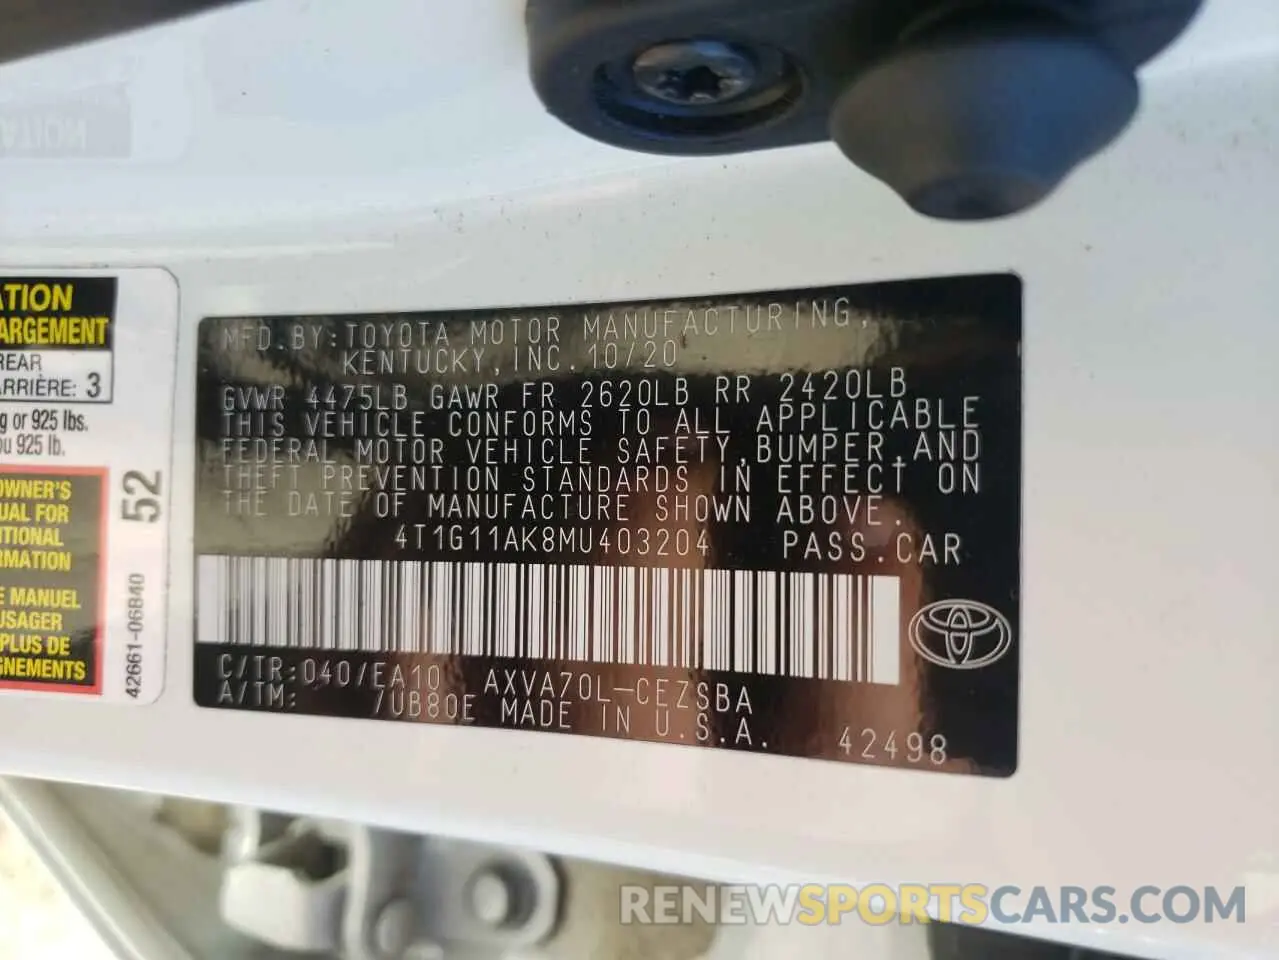 ATION
ARGEMENT
REAR
ARRIÈRE: 3
g or 925 lbs.
ou 925 lb.
OWNER'S
UAL FOR
ITIONAL
RMATION
E MANUEL
USAGER
PLUS DE
GNEMENTS
52
42661-06B40
MFD.BY:TOYOTA MOTOR MANUFACTURING,
KENTUCKY,INC.10/20
GVWR 4475LB GAWR FR 2620LB RR 2420LB
THIS VEHICLE CONFORMS TO ALL APPLICABLE
FEDERAL MOTOR VEHICLE SAFETY,BUMPER,AND
THEFT PREVENTION STANDARDS IN EFFECT ON
THE DATE OF MANUFACTURE SHOWN ABOVE.
4T1G11AK8MU403204 PASS.CAR
C/TR:040/EA10 AXVA70L-CEZSBA
A/TM: 7UB80E MADE IN U.S.A. 42498
RENEWSPORTSCARS.COM